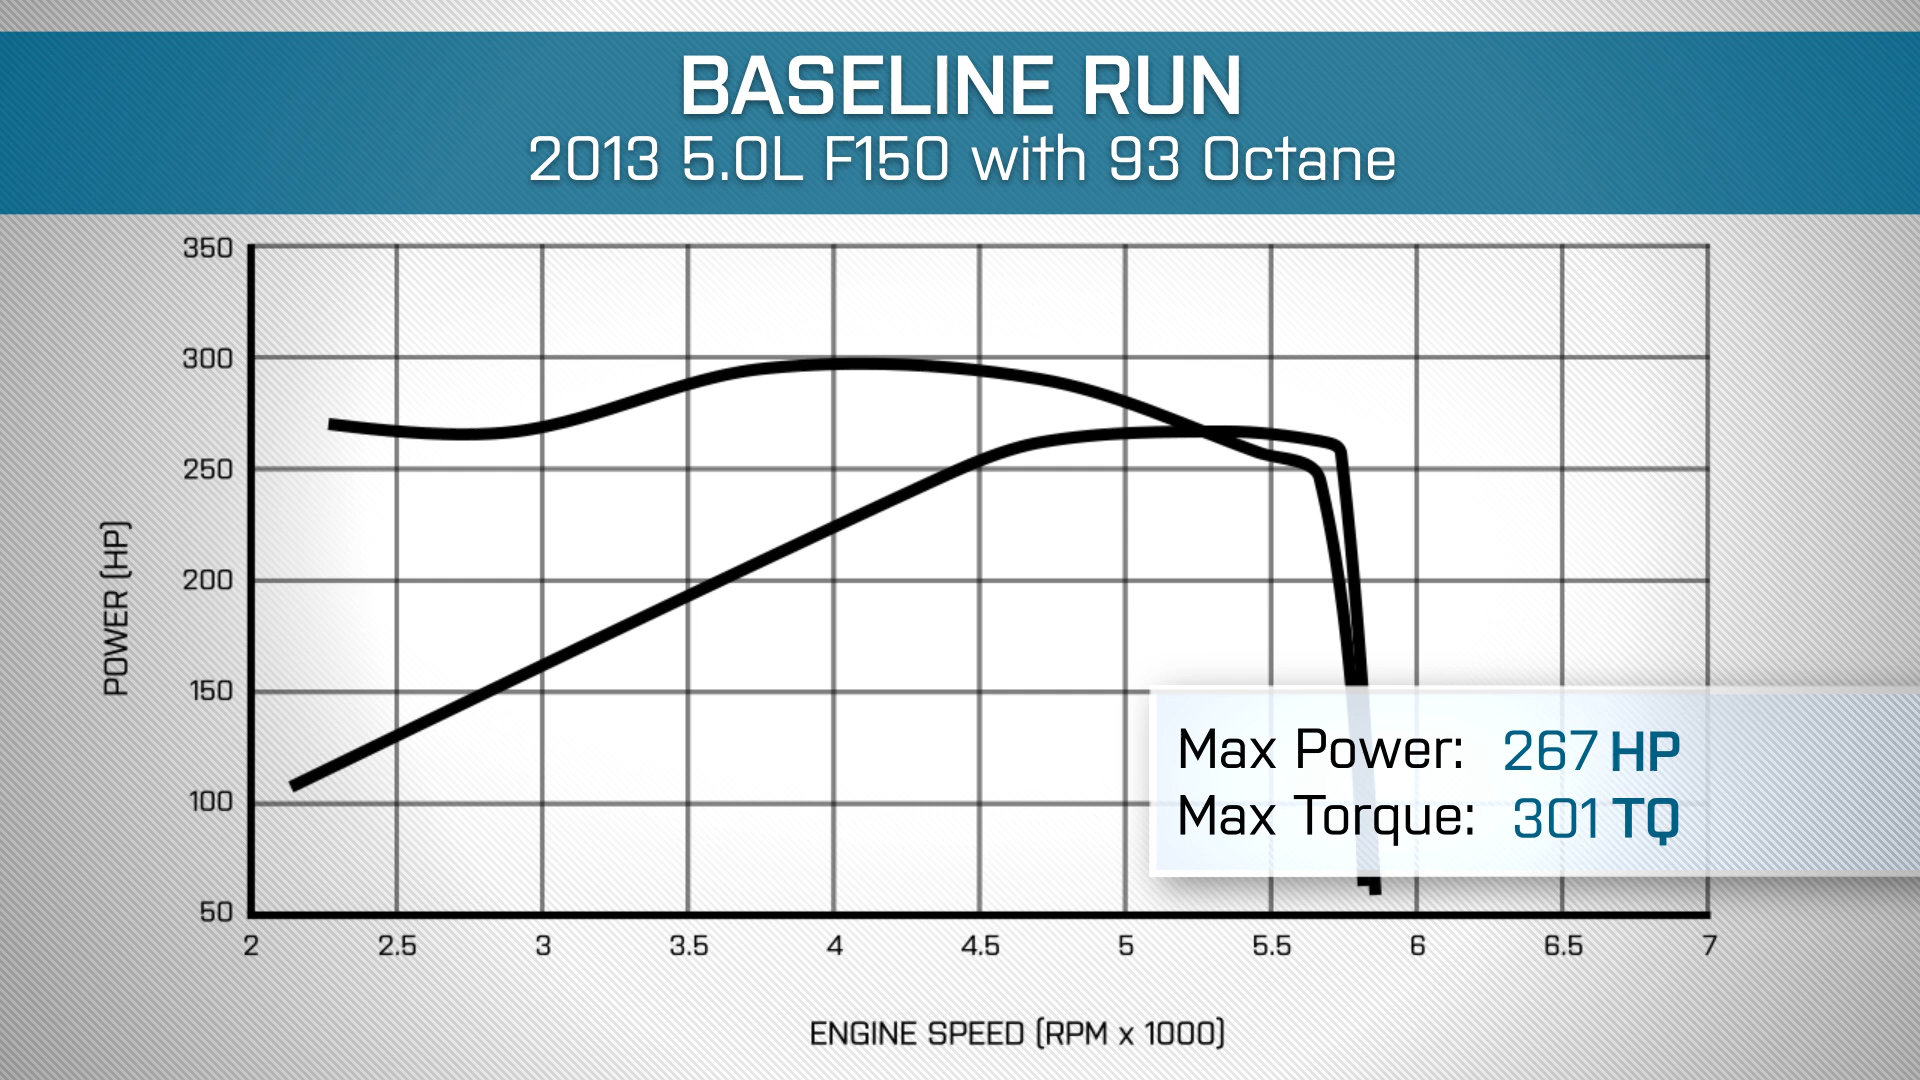 BASELINE RUN
2013 5.0L F150 with 93 Octane
350
300
250
200
150
100
50
POWER (HP)
Max Power: 267 HP
Max Torque: 301 TQ
2 2.5 3 3.5 4 4.5 5 5.5 6 6.5 7
ENGINE SPEED (RPM x 1000)